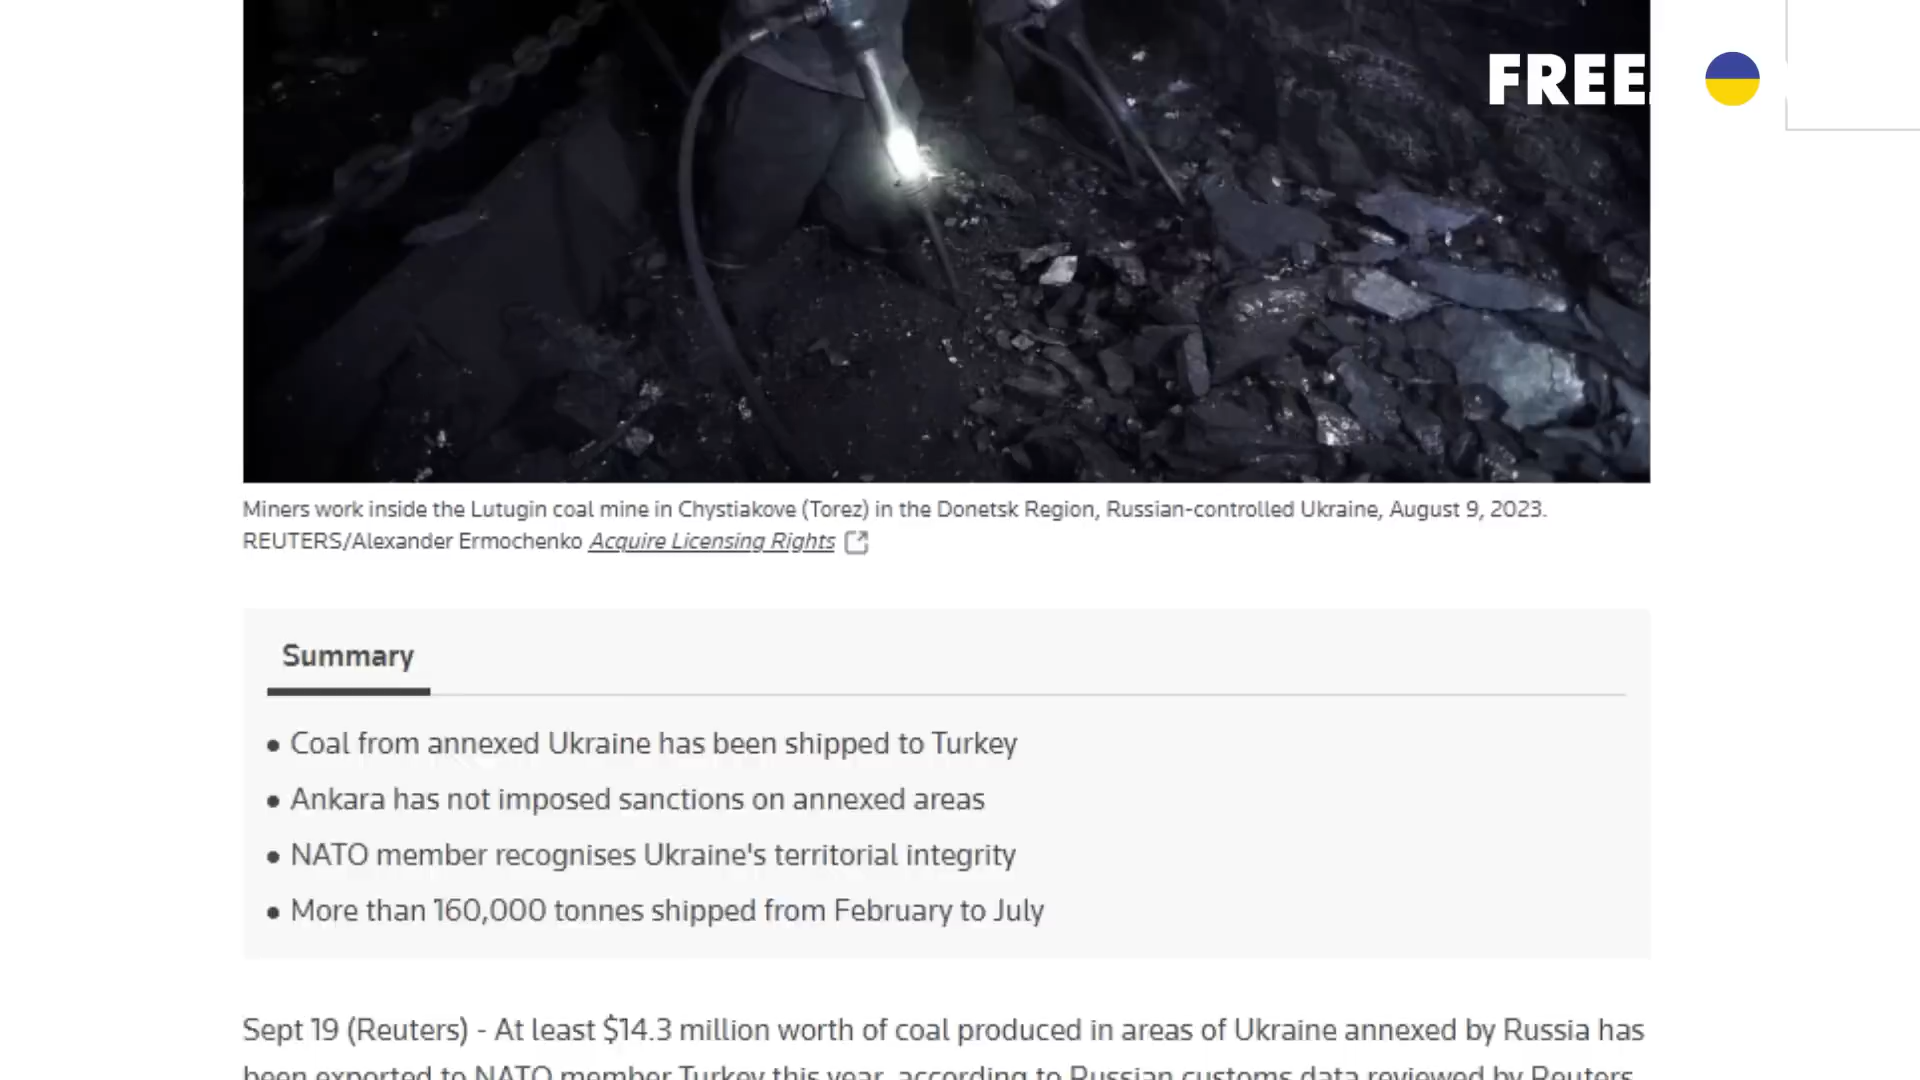 FREE
Miners work inside the Lutugin coal mine in Chystiakove (Torez) in the Donetsk Region, Russian-controlled Ukraine, August 9, 2023.
REUTERS/Alexander Ermochenko Acquire Licensing Rights
Summary
• Coal from annexed Ukraine has been shipped to Turkey
• Ankara has not imposed sanctions on annexed areas
• NATO member recognises Ukraine's territorial integrity
• More than 160,000 tonnes shipped from February to July
Sept 19 (Reuters) - At least $14.3 million worth of coal produced in areas of Ukraine annexed by Russia has
been exported to NATO member Turkey this year, according to Russian customs data reviewed by Reuters